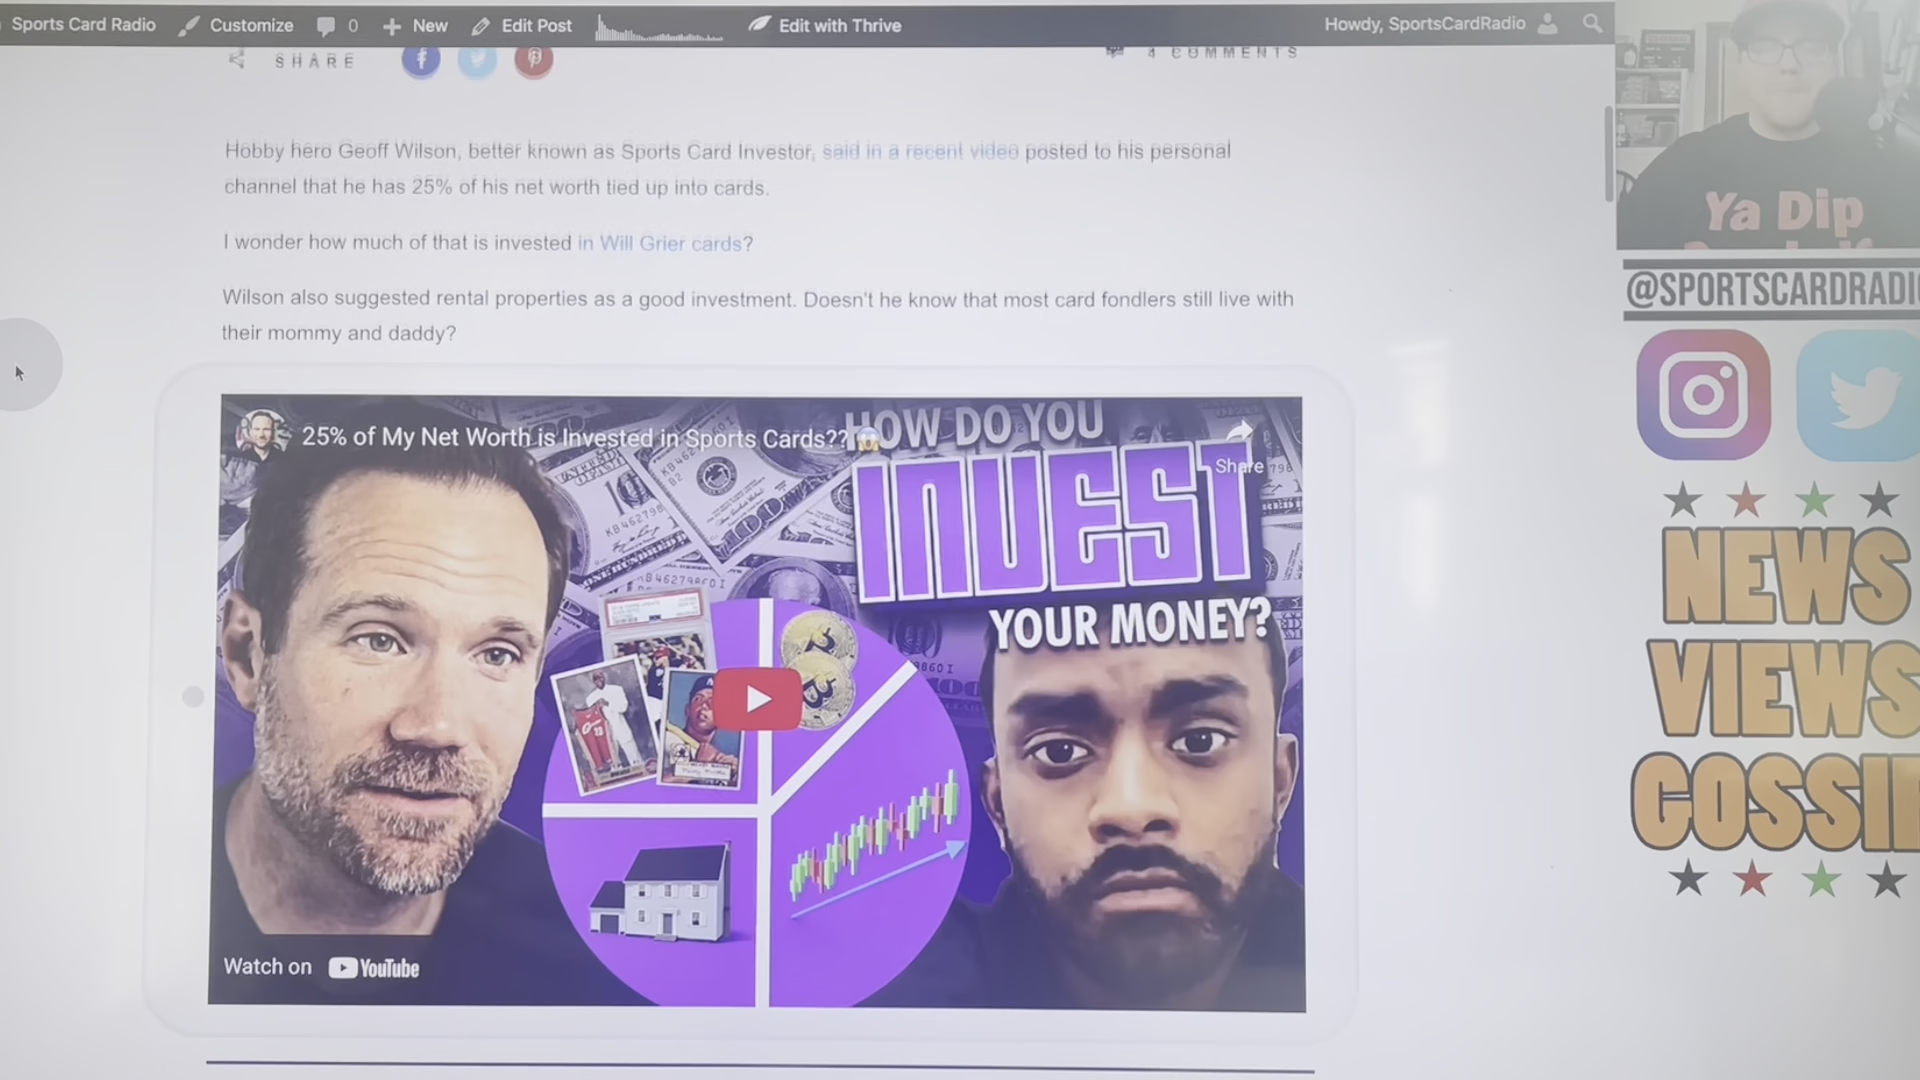 Sports Card Radio Customize 0 New Edit Post Edit with Thrive Howdy, SportsCardRadio
SHARE 4 COMMENTS
Hobby hero Geoff Wilson, better known as Sports Card Investor, said in a recent video posted to his personal
channel that he has 25% of his net worth tied up into cards.
I wonder how much of that is invested in Will Grier cards?
Wilson also suggested rental properties as a good investment. Doesn't he know that most card fondlers still live with
their mommy and daddy?
25% of My Net Worth is Invested in Sports Cards??
HOW DO YOU
INVEST
YOUR MONEY?
Share
Watch on YouTube
Ya Dip
@SPORTSCARDRADIO
NEWS
VIEWS
GOSSIP